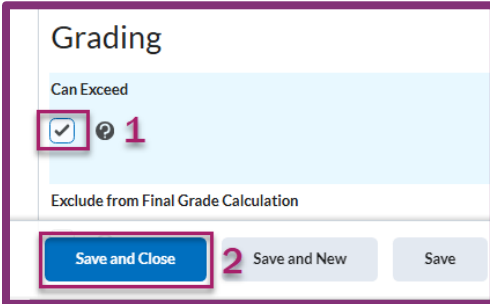 Grading
Can Exceed
1
Exclude from Final Grade Calculation
Save and Close 2 Save and New Save